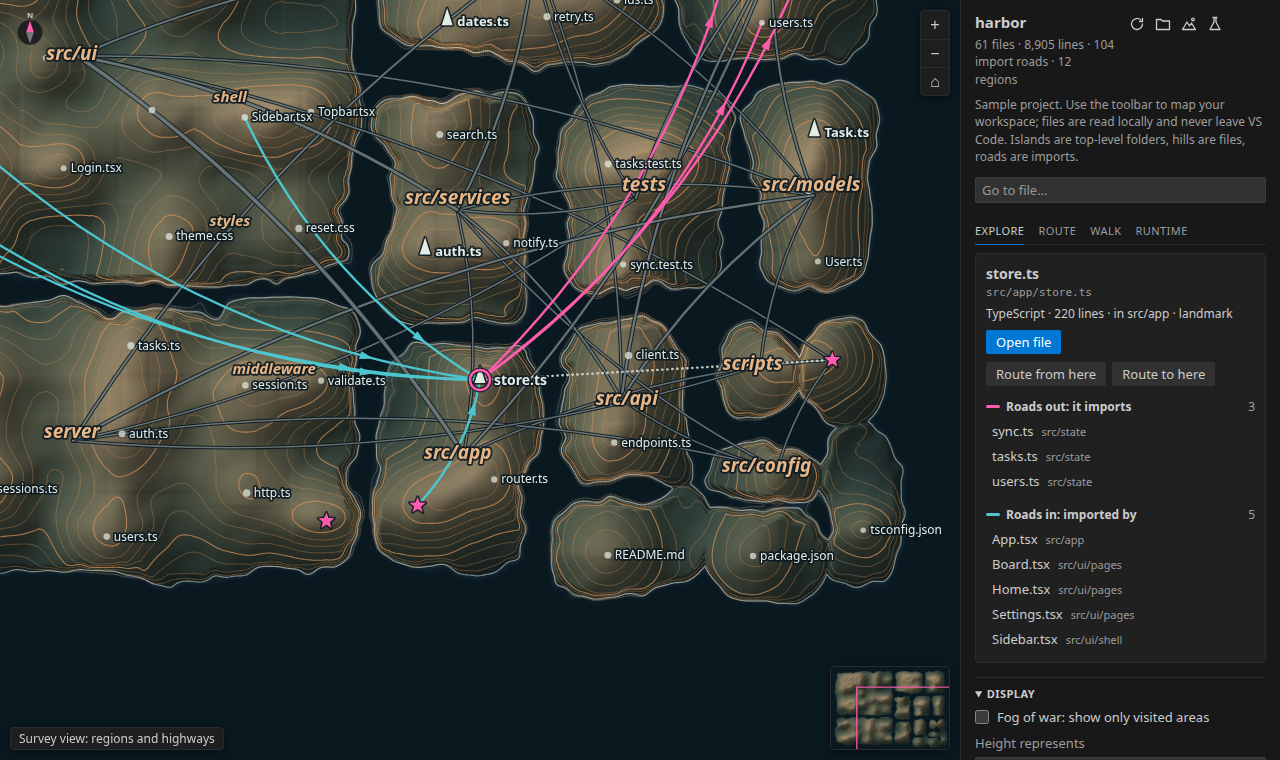 N
ids.ts
dates.ts
retry.ts
users.ts
src/ui
shell
Sidebar.tsx
Topbar.tsx
search.ts
tasks.test.ts
Task.ts
Login.tsx
src/services
tests
src/models
styles
theme.css
reset.css
auth.ts
notify.ts
sync.test.ts
User.ts
tasks.ts
middleware
session.ts
validate.ts
store.ts
client.ts
scripts
src/api
server
auth.ts
src/app
endpoints.ts
src/config
sessions.ts
http.ts
router.ts
users.ts
README.md
package.json
tsconfig.json
+
−
Survey view: regions and highways
harbor
61 files · 8,905 lines · 104
import roads · 12
regions
Sample project. Use the toolbar to map your
workspace; files are read locally and never leave VS
Code. Islands are top-level folders, hills are files,
roads are imports.
Go to file...
EXPLORE ROUTE WALK RUNTIME
store.ts
src/app/store.ts
TypeScript · 220 lines · in src/app · landmark
Open file
Route from here Route to here
Roads out: it imports 3
sync.ts src/state
tasks.ts src/state
users.ts src/state
Roads in: imported by 5
App.tsx src/app
Board.tsx src/ui/pages
Home.tsx src/ui/pages
Settings.tsx src/ui/pages
Sidebar.tsx src/ui/shell
DISPLAY
Fog of war: show only visited areas
Height represents